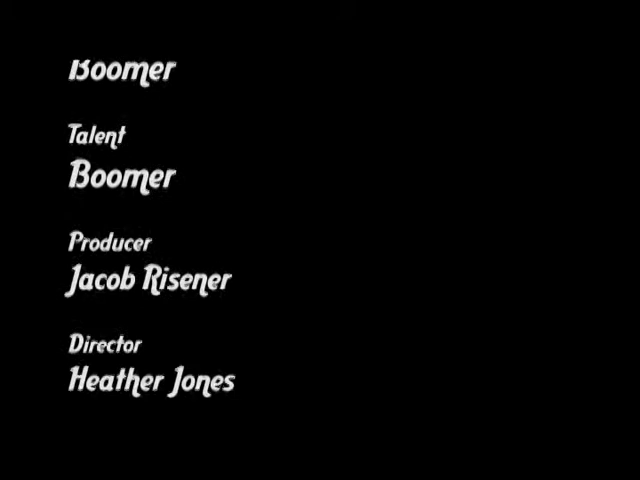 Boomer
Talent
Boomer
Producer
Jacob Risener
Director
Heather Jones